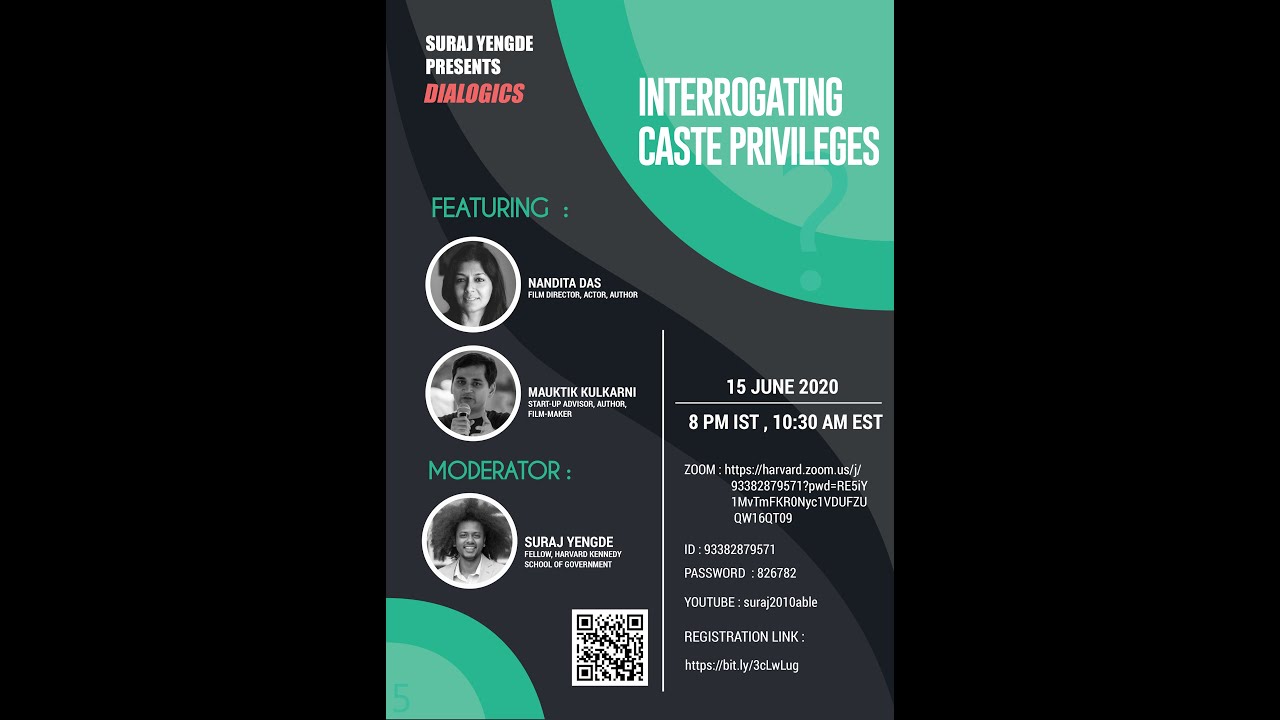 SURAJ YENGDE
PRESENTS
DIALOGICS
INTERROGATING
CASTE PRIVILEGES
?
FEATURING :
NANDITA DAS
FILM DIRECTOR, ACTOR, AUTHOR
MAUKTIK KULKARNI
START-UP ADVISOR, AUTHOR,
FILM-MAKER
MODERATOR :
SURAJ YENGDE
FELLOW, HARVARD KENNEDY
SCHOOL OF GOVERNMENT
15 JUNE 2020
8 PM IST , 10:30 AM EST
ZOOM : https://harvard.zoom.us/j/
93382879571?pwd=RE5iY
1MvTmFKR0Nyc1VDUFZU
QW16QT09
ID : 93382879571
PASSWORD : 826782
YOUTUBE : suraj2010able
REGISTRATION LINK :
https://bit.ly/3cLwLug
5